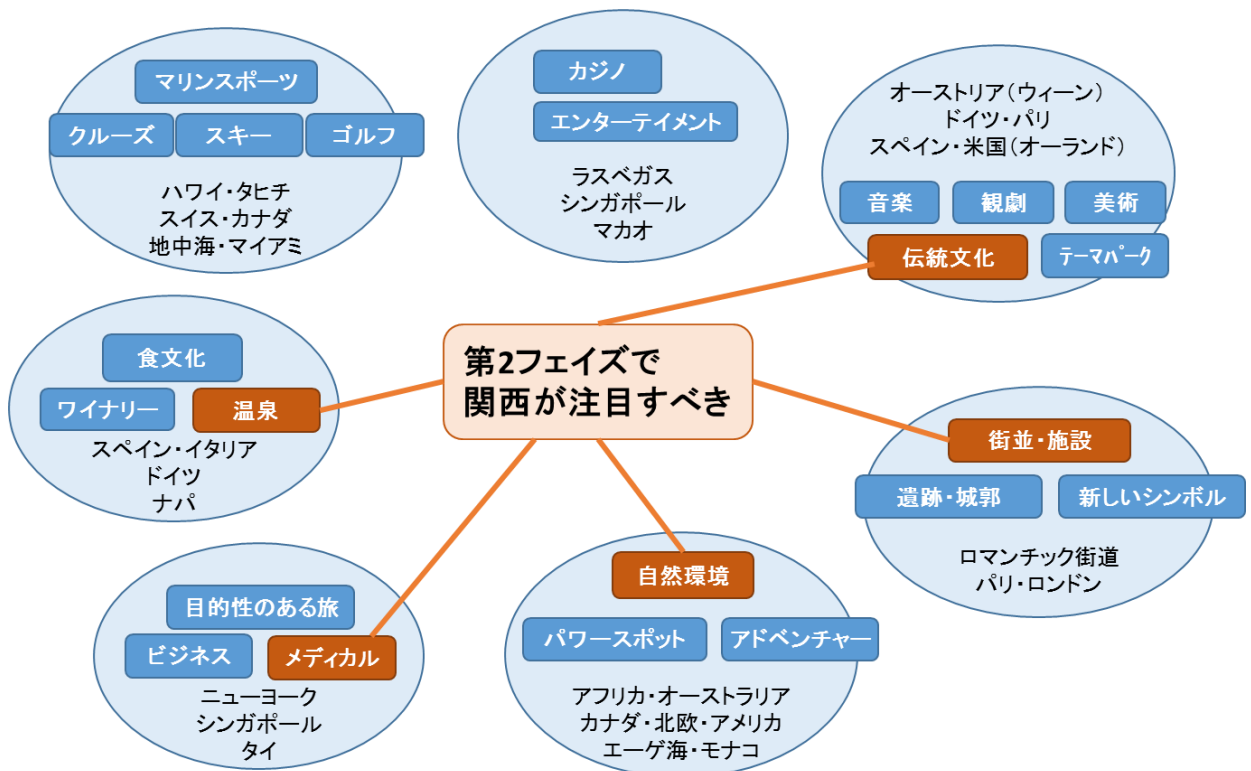 マリンスポーツ
クルーズ
スキー
ゴルフ
ハワイ・タヒチ
スイス・カナダ
地中海・マイアミ
カジノ
エンターテイメント
ラスベガス
シンガポール
マカオ
オーストリア(ウィーン)
ドイツ・パリ
スペイン・米国(オーランド)
音楽
観劇
美術
伝統文化
テーマパーク
食文化
ワイナリー
温泉
スペイン・イタリア
ドイツ
ナパ
第2フェイズで
関西が注目すべき
街並・施設
遺跡・城郭
新しいシンボル
ロマンチック街道
パリ・ロンドン
目的性のある旅
ビジネス
メディカル
ニューヨーク
シンガポール
タイ
自然環境
パワースポット
アドベンチャー
アフリカ・オーストラリア
カナダ・北欧・アメリカ
エーゲ海・モナコ